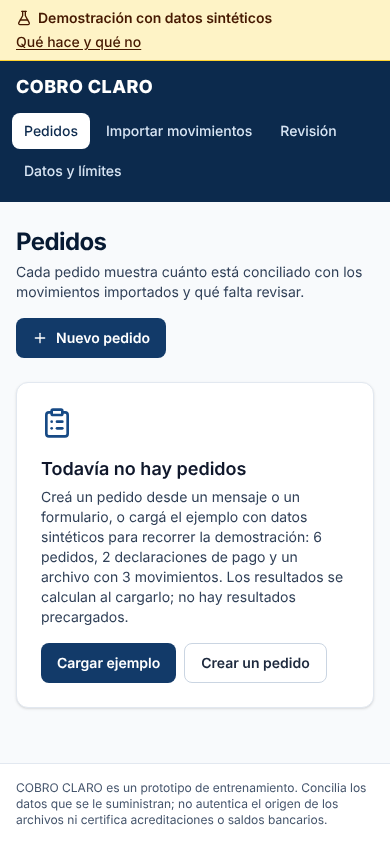 Demostración con datos sintéticos
Qué hace y qué no
COBRO CLARO
Pedidos
Importar movimientos
Revisión
Datos y límites
Pedidos
Cada pedido muestra cuánto está conciliado con los
movimientos importados y qué falta revisar.
Nuevo pedido
Todavía no hay pedidos
Creá un pedido desde un mensaje o un
formulario, o cargá el ejemplo con datos
sintéticos para recorrer la demostración: 6
pedidos, 2 declaraciones de pago y un
archivo con 3 movimientos. Los resultados se
calculan al cargarlo; no hay resultados
precargados.
Cargar ejemplo
Crear un pedido
COBRO CLARO es un prototipo de entrenamiento. Concilia los
datos que se le suministran; no autentica el origen de los
archivos ni certifica acreditaciones o saldos bancarios.